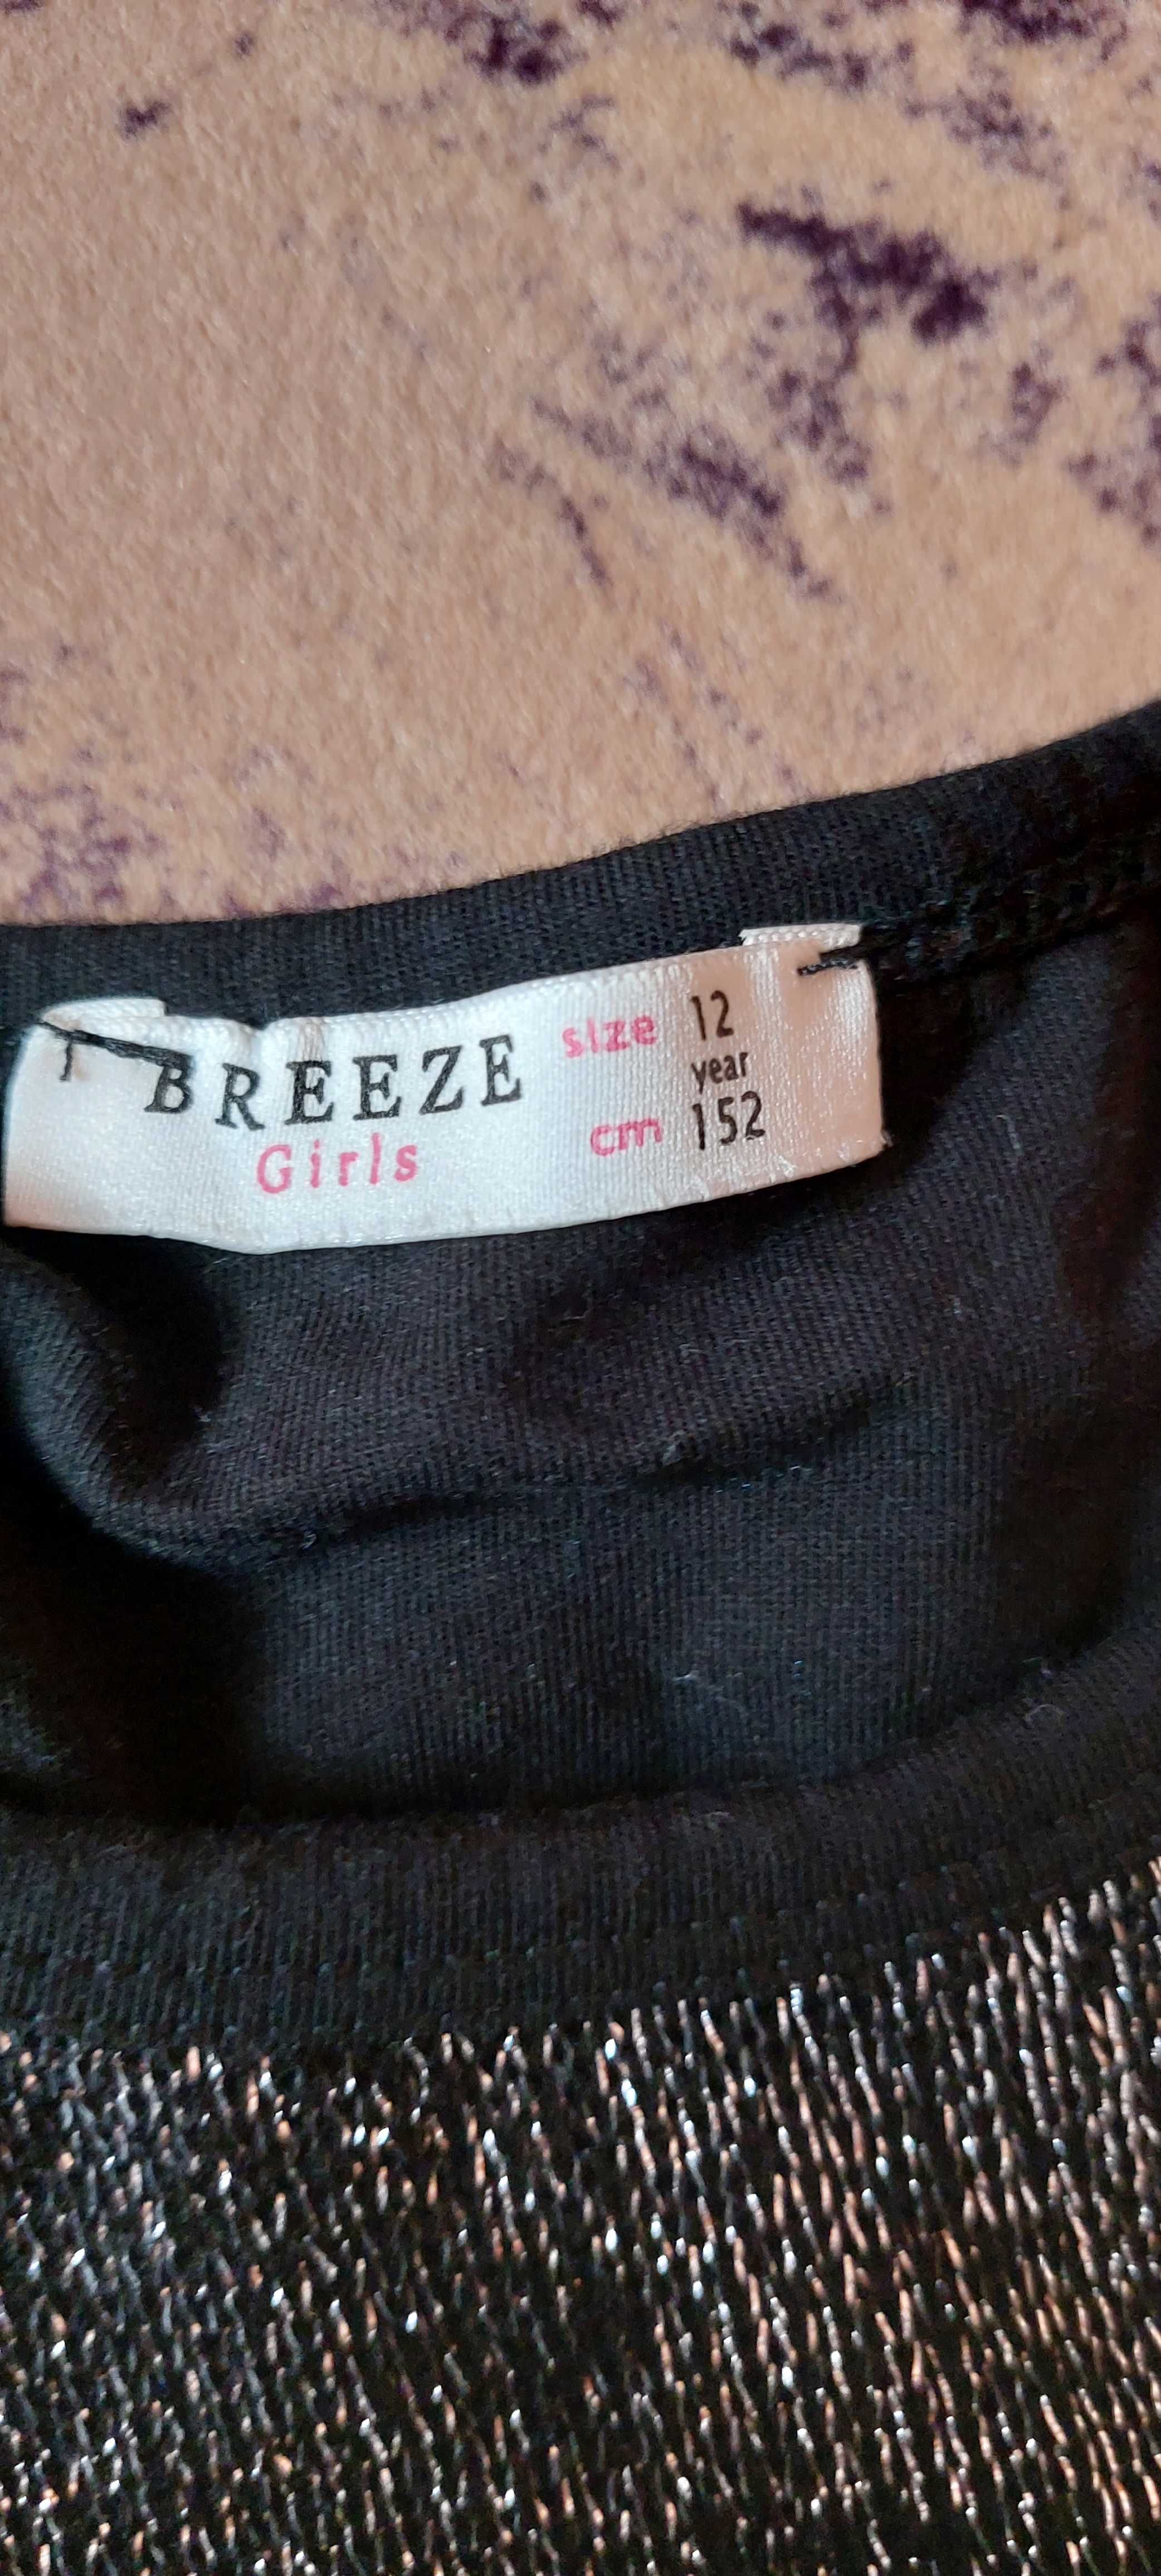 BREEZE
Girls
size 12
year
cm 152